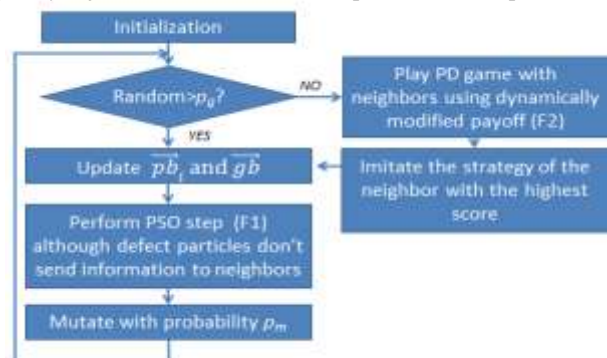 Initialization
Random>pg?
NO
YES
Play PD game with
neighbors using dynamically
modified payoff (F2)
Update pbi and gb
Imitate the strategy of the
neighbor with the highest
score
Perform PSO step (F1)
although defect particles don't
send information to neighbors
Mutate with probability pm